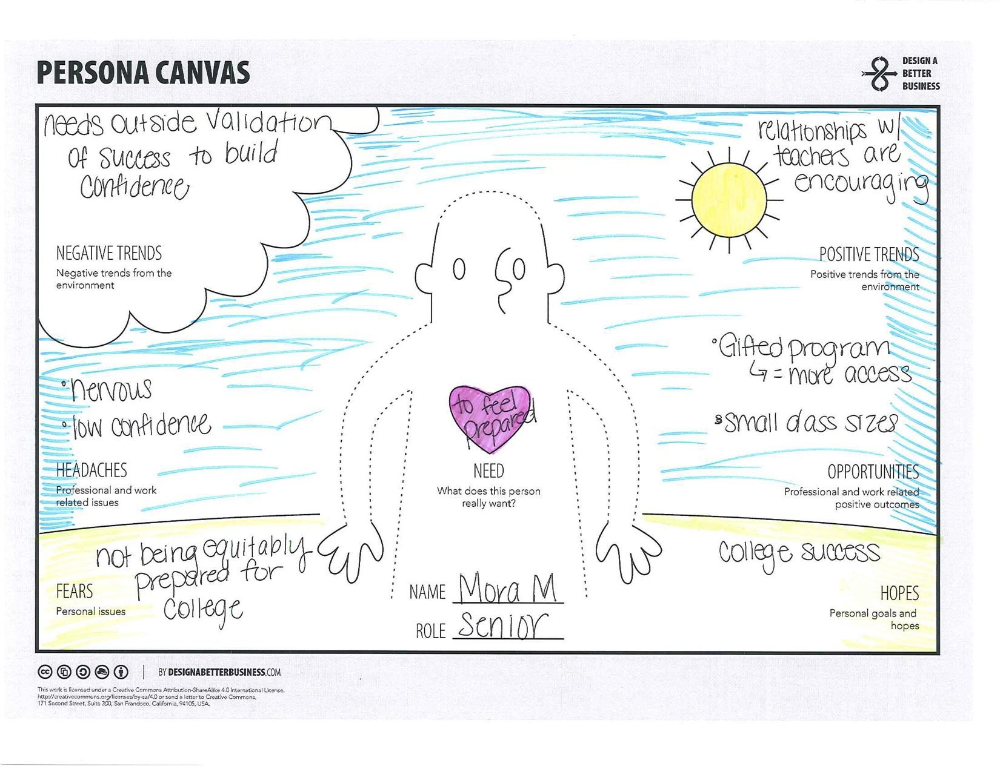 PERSONA CANVAS
DESIGN A
BETTER
BUSINESS
needs outside validation
of success to build
confidence
NEGATIVE TRENDS
Negative trends from the
environment
relationships w/
teachers are
encouraging
POSITIVE TRENDS
Positive trends from the
environment
•nervous
•low confidence
HEADACHES
Professional and work
related issues
to feel
prepared
NEED
What does this person
really want?
•Gifted program
↳ = more access
•small class sizes
OPPORTUNITIES
Professional and work related
positive outcomes
not being equitably
prepared for
college
FEARS
Personal issues
NAME Mora M
ROLE Senior
college success
HOPES
Personal goals and
hopes
cc
BY DESIGNABETTERBUSINESS.COM
This work is licensed under a Creative Commons Attribution-ShareAlike 4.0 International License.
http://creativecommons.org/licenses/by-sa/4.0 or send a letter to Creative Commons,
171 Second Street, Suite 300, San Francisco, California, 94105, USA.